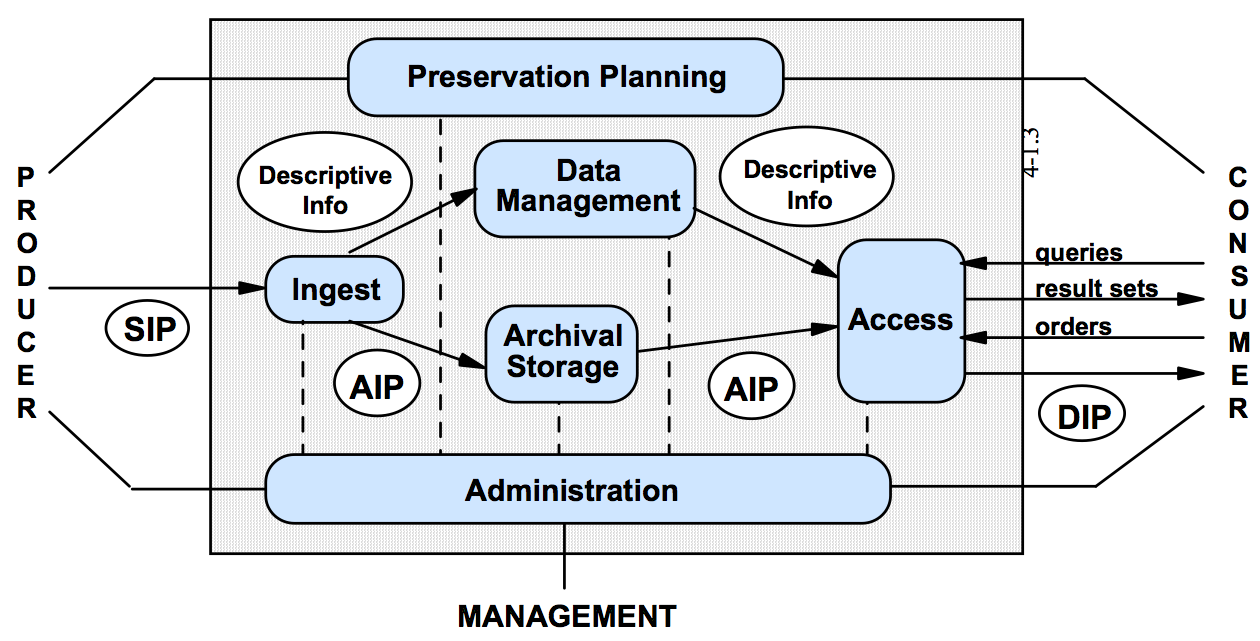 Preservation Planning
4-1.3
PRODUCER
Descriptive
Info
Data
Management
Descriptive
Info
CONSUMER
queries
Ingest
result sets
SIP
Archival
Storage
Access
orders
AIP
AIP
DIP
Administration
MANAGEMENT